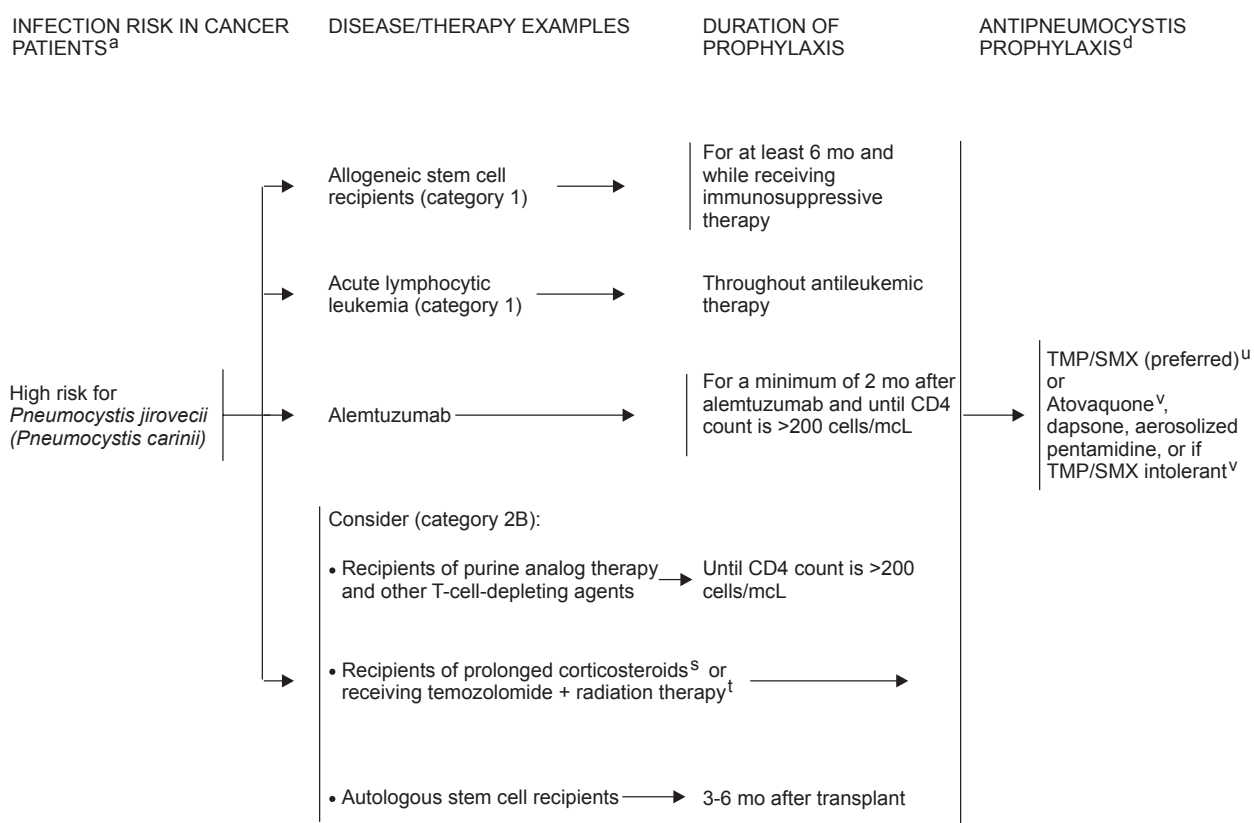 INFECTION RISK IN CANCER
PATIENTSᵃ
DISEASE/THERAPY EXAMPLES
DURATION OF
PROPHYLAXIS
ANTIPNEUMOCYSTIS
PROPHYLAXISᵈ
High risk for
Pneumocystis jirovecii
(Pneumocystis carinii)
Allogeneic stem cell
recipients (category 1)
For at least 6 mo and
while receiving
immunosuppressive
therapy
Acute lymphocytic
leukemia (category 1)
Throughout antileukemic
therapy
Alemtuzumab
For a minimum of 2 mo after
alemtuzumab and until CD4
count is >200 cells/mcL
Consider (category 2B):
• Recipients of purine analog therapy
and other T-cell-depleting agents
Until CD4 count is >200
cells/mcL
• Recipients of prolonged corticosteroidsˢ or
receiving temozolomide + radiation therapyᵗ
• Autologous stem cell recipients
3-6 mo after transplant
TMP/SMX (preferred)ᵘ
or
Atovaquoneᵛ,
dapsone, aerosolized
pentamidine, or if
TMP/SMX intolerantᵛ